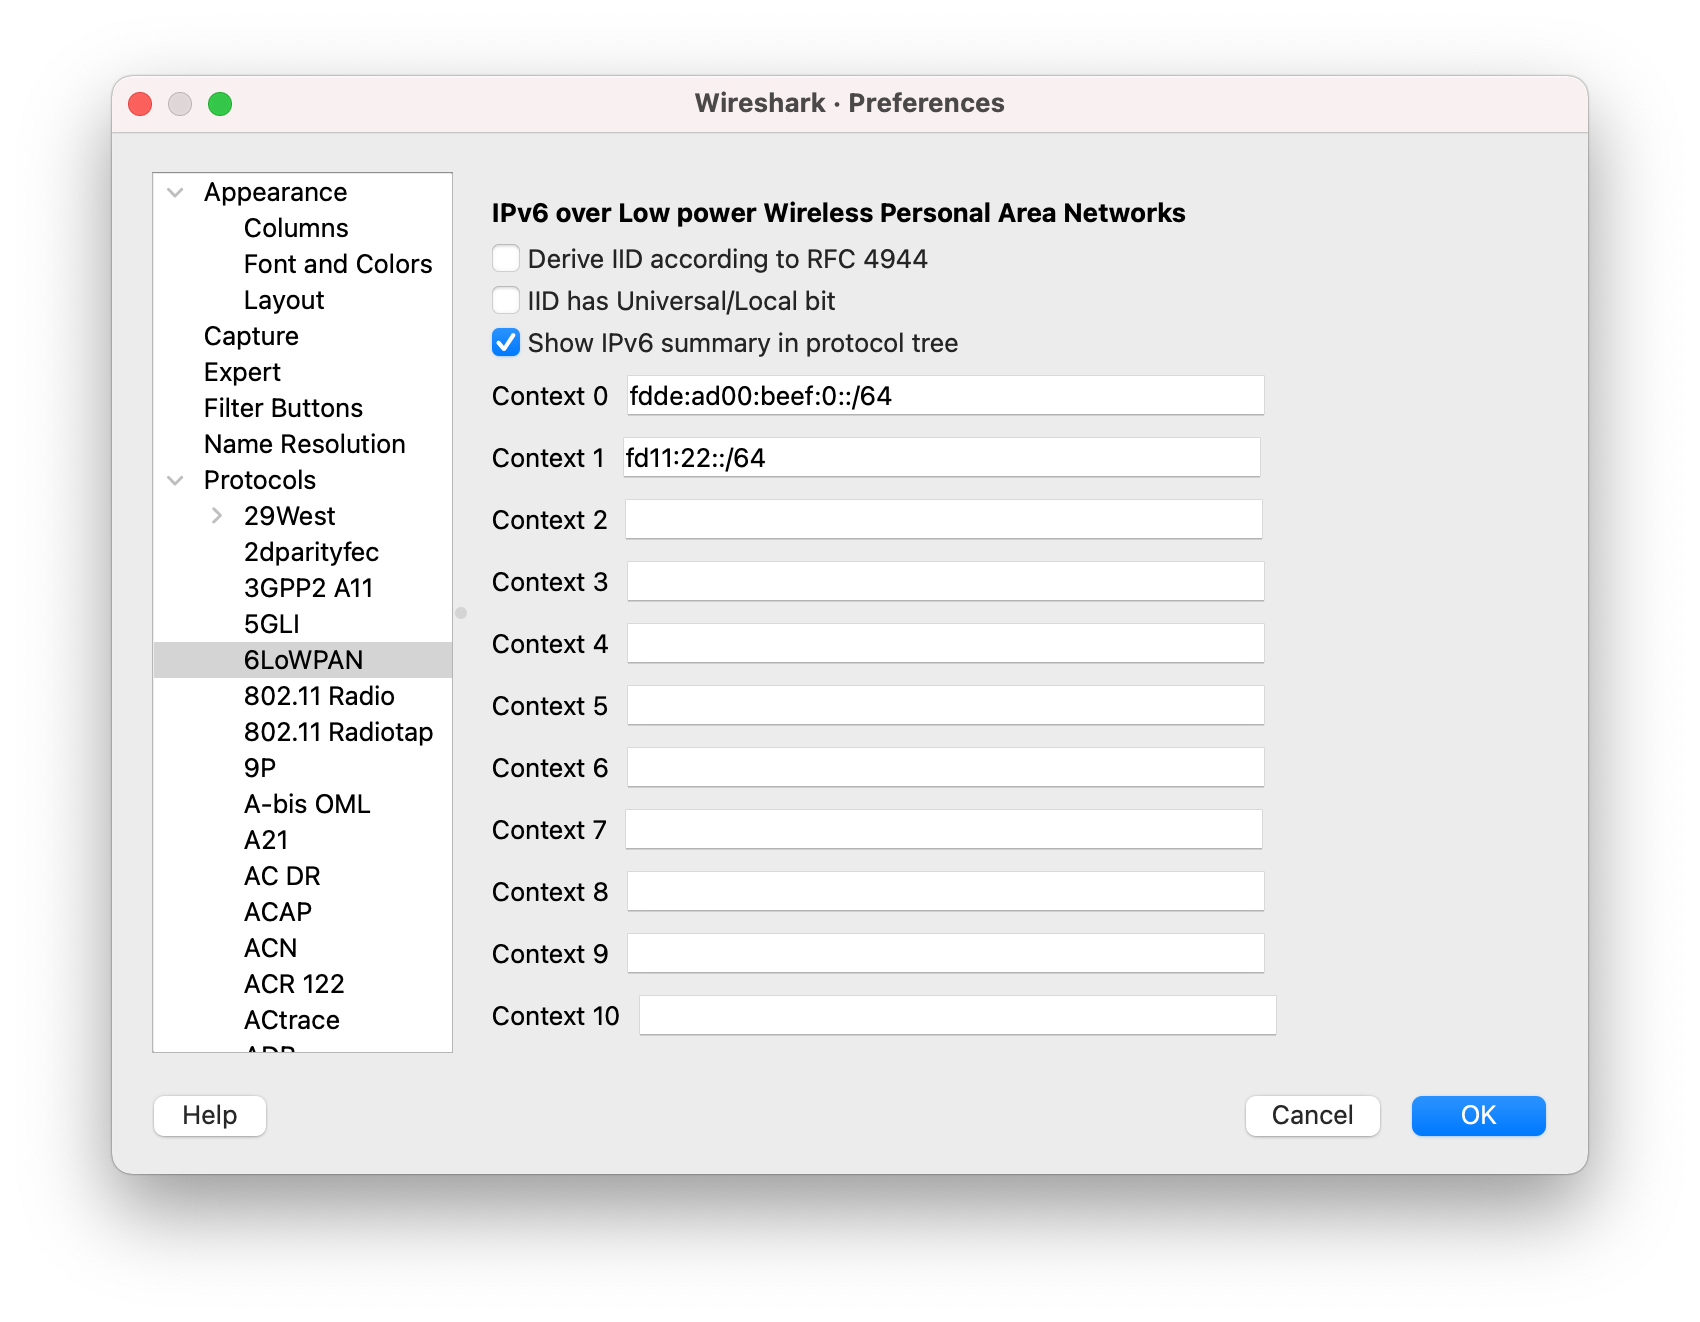 Wireshark · Preferences
Appearance
Columns
Font and Colors
Layout
Capture
Expert
Filter Buttons
Name Resolution
Protocols
29West
2dparityfec
3GPP2 A11
5GLI
6LoWPAN
802.11 Radio
802.11 Radiotap
9P
A-bis OML
A21
AC DR
ACAP
ACN
ACR 122
ACtrace
IPv6 over Low power Wireless Personal Area Networks
Derive IID according to RFC 4944
IID has Universal/Local bit
Show IPv6 summary in protocol tree
Context 0 fdde:ad00:beef:0::/64
Context 1 fd11:22::/64
Context 2
Context 3
Context 4
Context 5
Context 6
Context 7
Context 8
Context 9
Context 10
Help
Cancel
OK